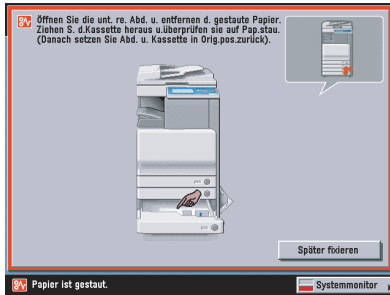 Öffnen Sie die unt. re. Abd. u. entfernen d. gestaute Papier.
Ziehen S. d.Kassette heraus u.überprüfen sie auf Pap.stau.
(Danach setzen Sie Abd. u. Kassette in Orig.pos.zurück).
Später fixieren
Papier ist gestaut.
Systemmonitor